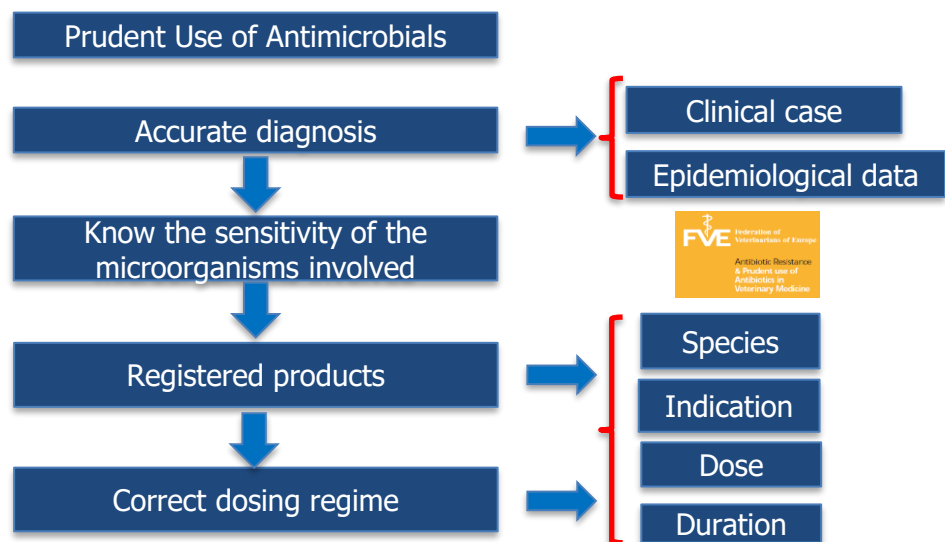 Prudent Use of Antimicrobials
Accurate diagnosis
Clinical case
Epidemiological data
Know the sensitivity of the
microorganisms involved
FVE
Federation of
Veterinarians of Europe
Antibiotic Resistance
& Prudent use of
Antibiotics in
Veterinary Medicine
Registered products
Species
Indication
Correct dosing regime
Dose
Duration